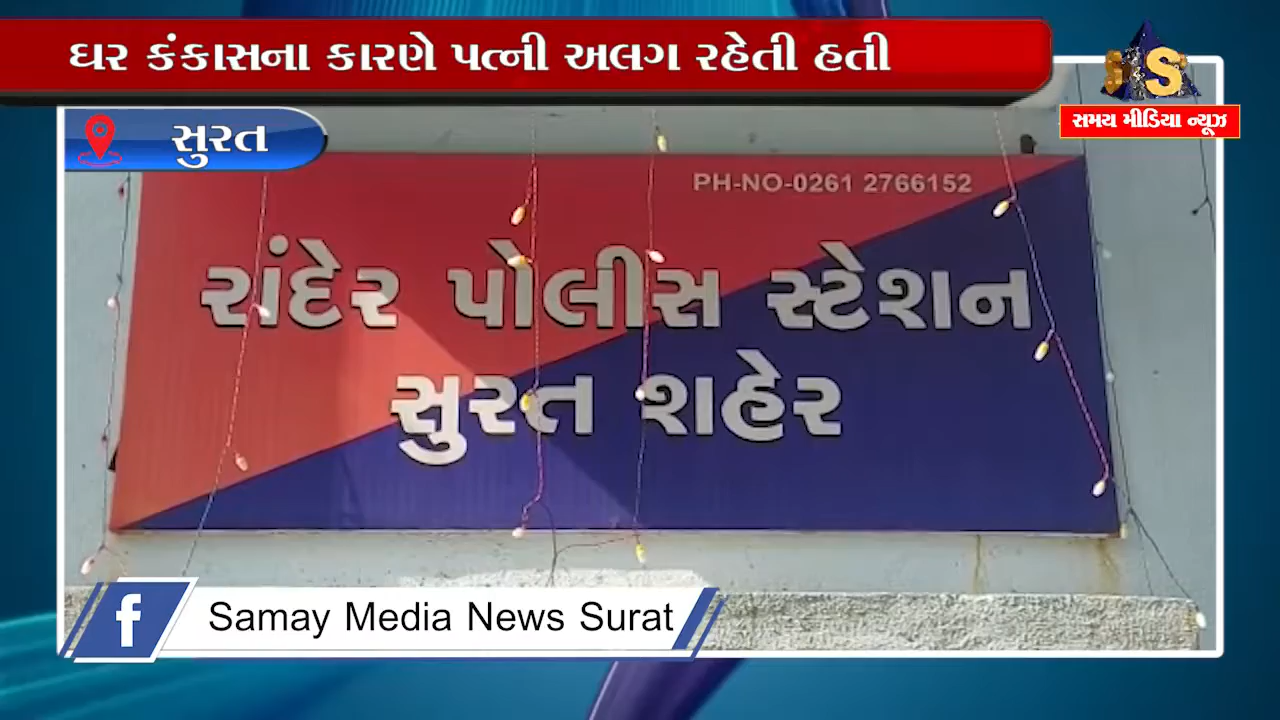 ઘર કંકાસના કારણે પત્ની અલગ રહેતી હતી
S
સમય મીડિયા ન્યૂઝ
સુરત
PH-NO-0261 2766152
રાંદેર પોલીસ સ્ટેશન
સુરત શહેર
f
Samay Media News Surat